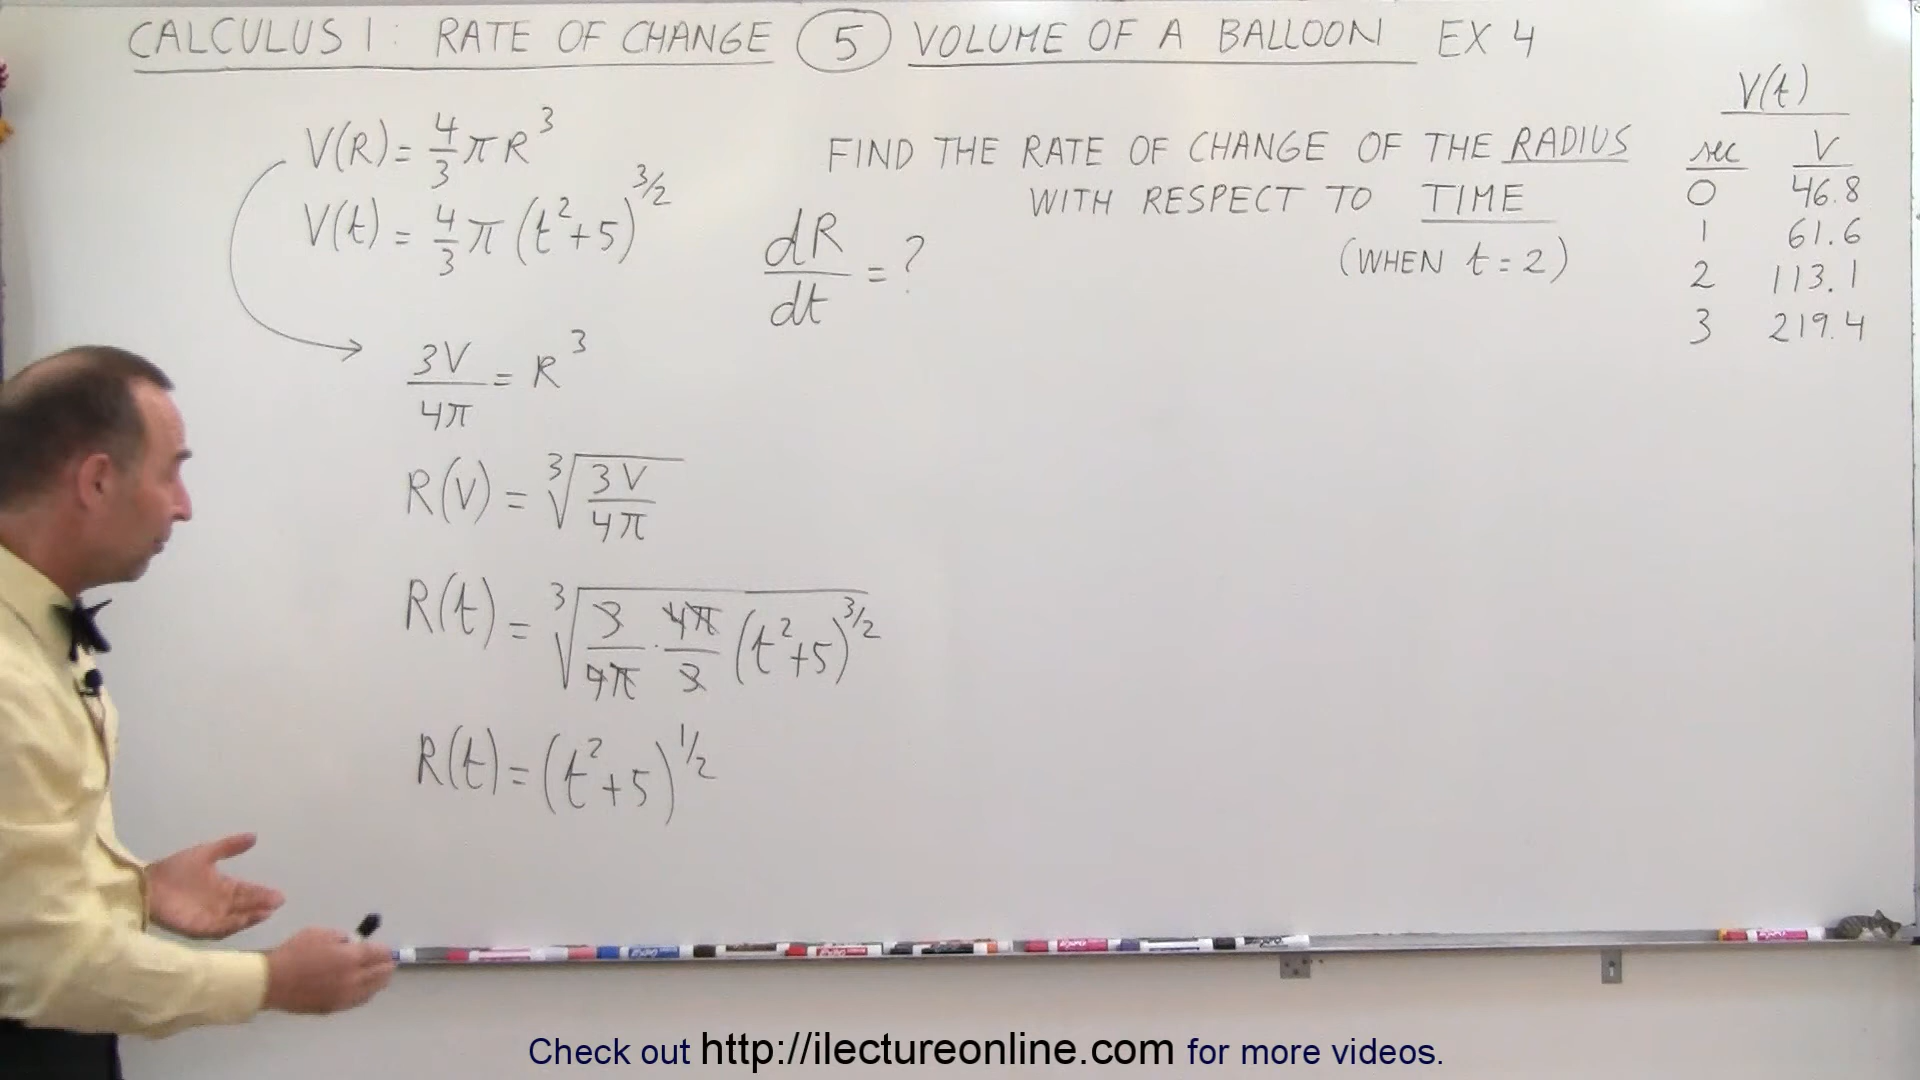 CALCULUS 1: RATE OF CHANGE 5 VOLUME OF A BALLOON EX 4
V(R) = 4/3 π R^3
V(t) = 4/3 π (t^2+5)^3/2
3V/4π = R^3
R(V) = ∛(3V/4π)
R(t) = ∛(3/4π · 4π/3 (t^2+5)^3/2)
R(t) = (t^2+5)^1/2
FIND THE RATE OF CHANGE OF THE RADIUS
WITH RESPECT TO TIME
(WHEN t = 2)
dR/dt = ?
V(t)
sec V
0 46.8
1 61.6
2 113.1
3 219.4
Check out http://ilectureonline.com for more videos.